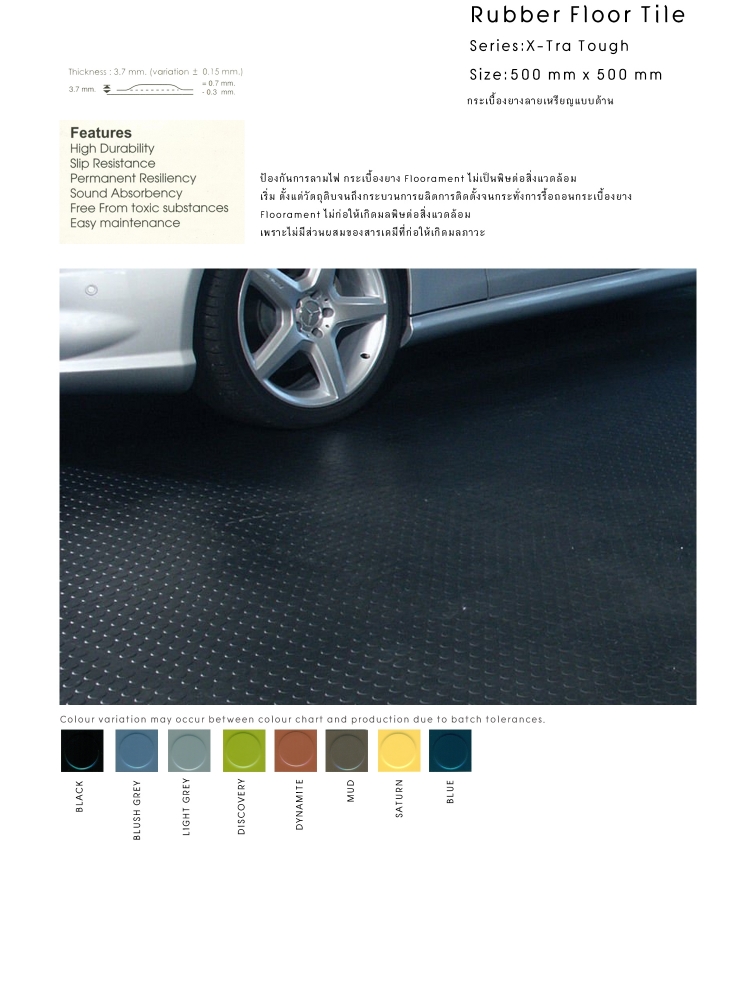 Rubber Floor Tile
Series:X-Tra Tough
Size:500 mm x 500 mm
กระเบื้องยางลายเหรียญแบบด้าน
Thickness : 3.7 mm. (variation ± 0.15 mm.)
3.7 mm.
= 0.7 mm.
- 0.3 mm.
Features
High Durability
Slip Resistance
Permanent Resiliency
Sound Absorbency
Free From toxic substances
Easy maintenance
ป้องกันการลามไฟ กระเบื้องยาง Floorament ไม่เป็นพิษต่อสิ่งแวดล้อม
เริ่ม ตั้งแต่วัตถุดิบจนถึงกระบวนการผลิตการติดตั้งจนกระทั่งการรื้อถอนกระเบื้องยาง
Floorament ไม่ก่อให้เกิดมลพิษต่อสิ่งแวดล้อม
เพราะไม่มีส่วนผสมของสารเคมีที่ก่อให้เกิดมลภาวะ
Colour variation may occur between colour chart and production due to batch tolerances.
BLACK
BLUSH GREY
LIGHT GREY
DISCOVERY
DYNAMITE
MUD
SATURN
BLUE